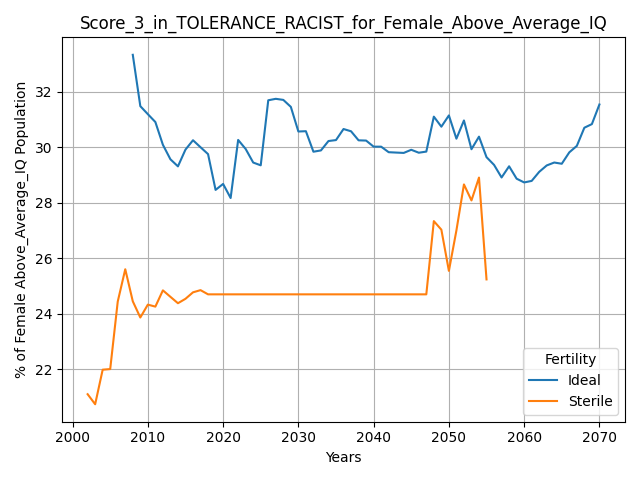 Score_3_in_TOLERANCE_RACIST_for_Female_Above_Average_IQ
% of Female Above_Average_IQ Population
32
30
28
26
24
22
2000 2010 2020 2030 2040 2050 2060 2070
Years
Fertility
Ideal
Sterile